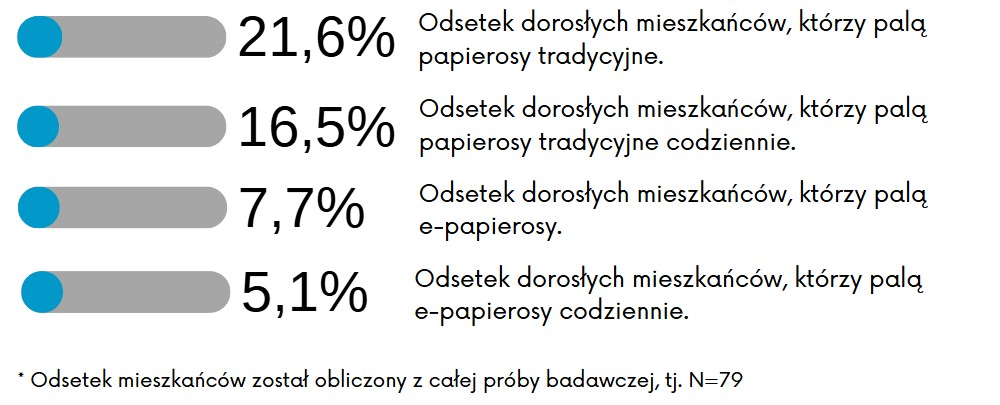 21,6%
Odsetek dorosłych mieszkańców, którzy palą
papierosy tradycyjne.
16,5%
Odsetek dorosłych mieszkańców, którzy palą
papierosy tradycyjne codziennie.
7,7%
Odsetek dorosłych mieszkańców, którzy palą
e-papierosy.
5,1%
Odsetek dorosłych mieszkańców, którzy palą
e-papierosy codziennie.
* Odsetek mieszkańców został obliczony z całej próby badawczej, tj. N=79